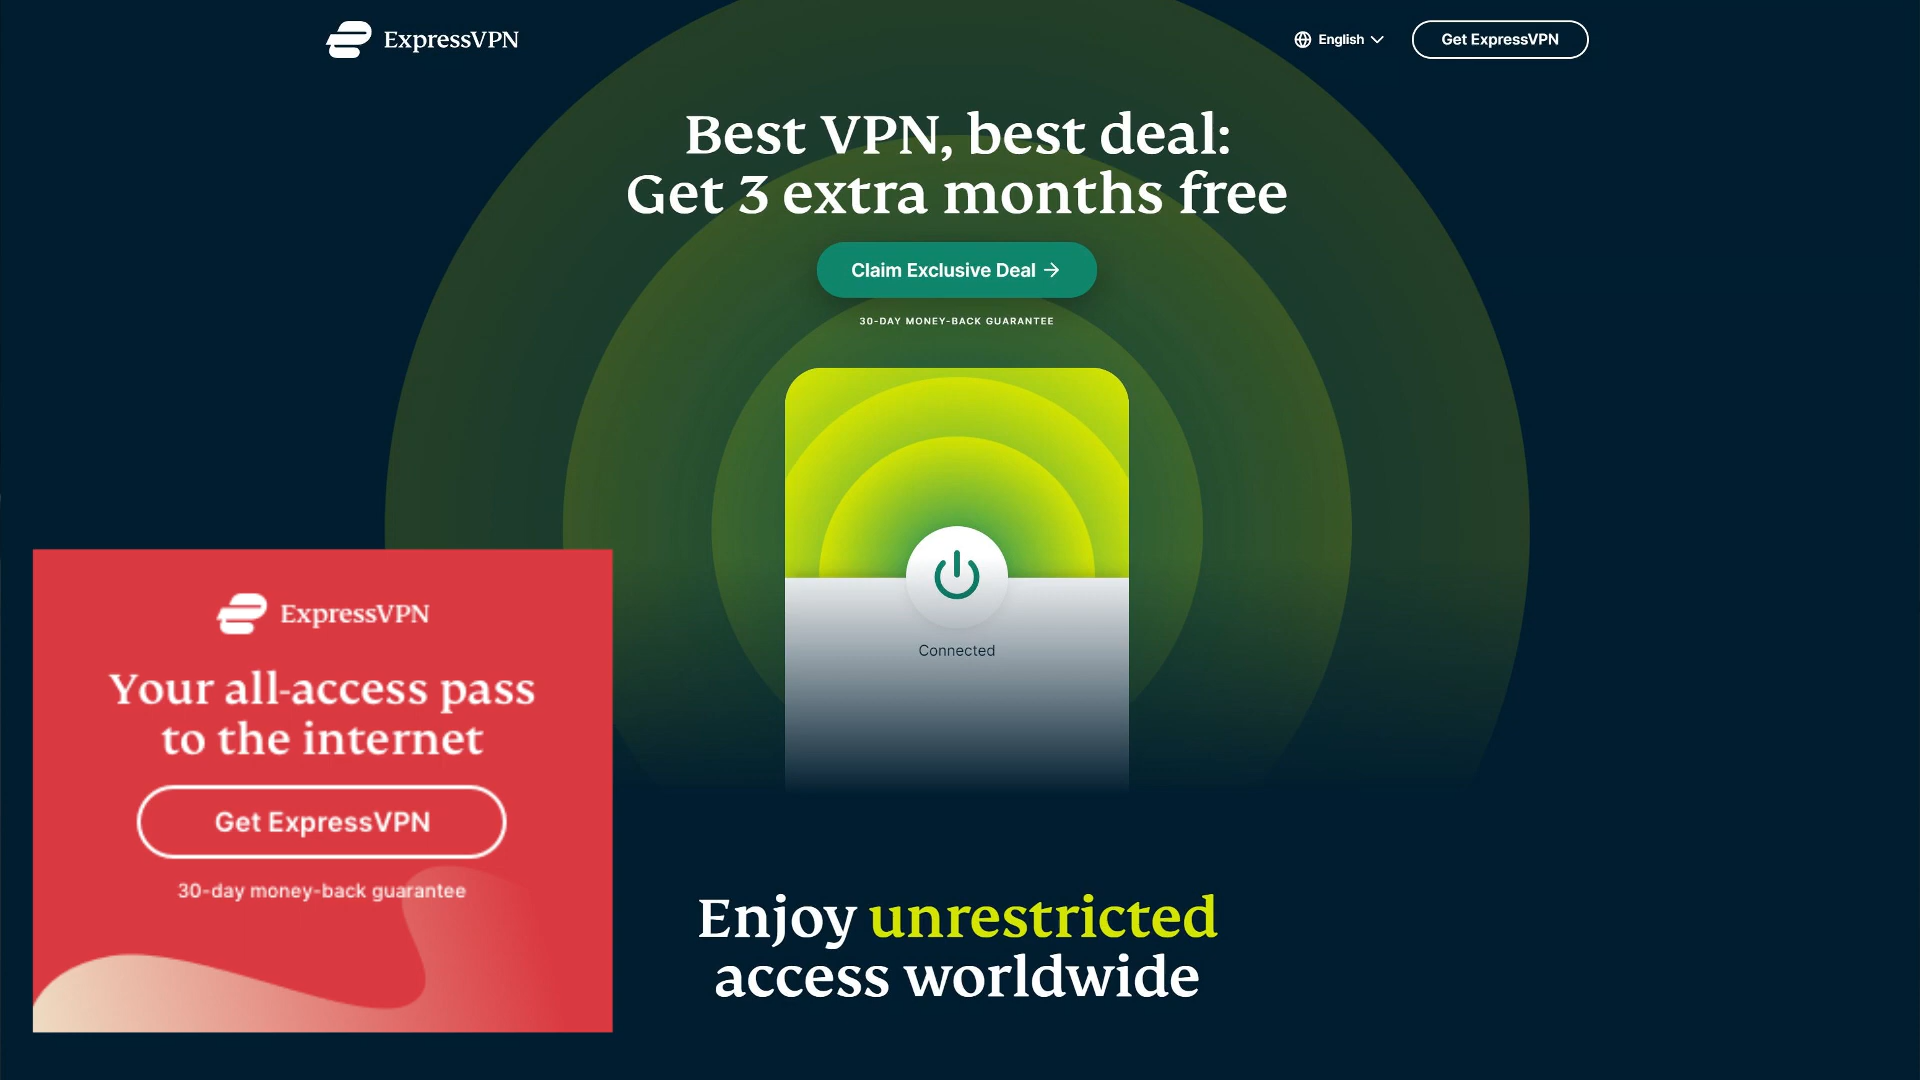 ExpressVPN
English
Get ExpressVPN
Best VPN, best deal:
Get 3 extra months free
Claim Exclusive Deal →
30-DAY MONEY-BACK GUARANTEE
Connected
ExpressVPN
Your all-access pass
to the internet
Get ExpressVPN
30-day money-back guarantee
Enjoy unrestricted
access worldwide